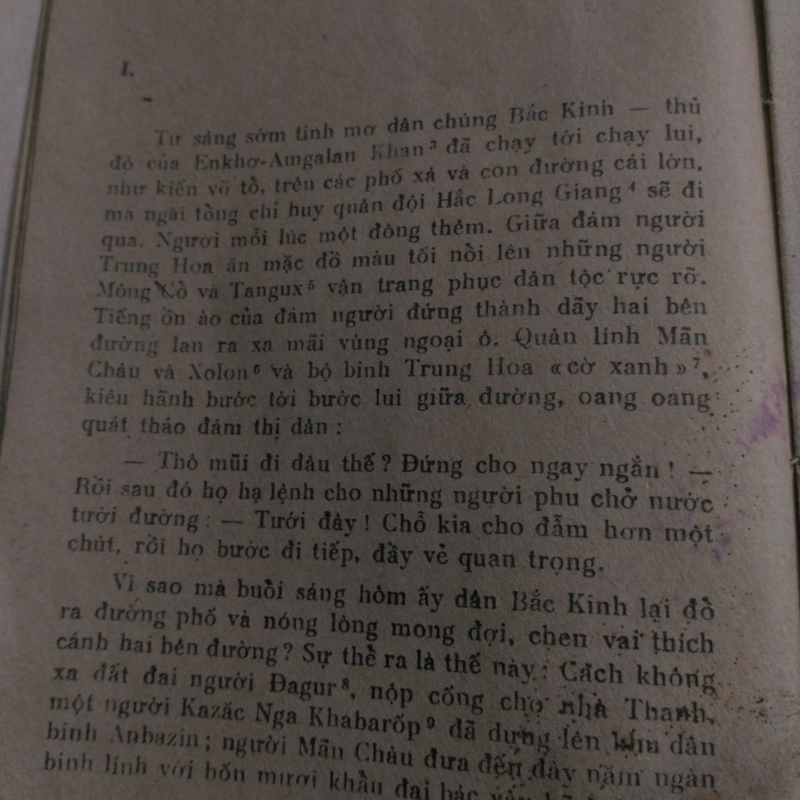 I.
Từ sáng sớm tinh mơ dân chúng Bắc Kinh — thủ
đô của Enkhơ-Amgalan Khan³ đã chạy tới chạy lui,
như kiến vỡ tổ, trên các phố xá và con đường cái lớn,
mà ngài tổng chỉ huy quân đội Hắc Long Giang⁴ sẽ đi
qua. Người mỗi lúc một đông thêm. Giữa đám người
Trung Hoa ăn mặc đồ màu tối nổi lên những người
Mông Cổ và Tangux⁵ vận trang phục dân tộc rực rỡ.
Tiếng ồn ào của đám người đứng thành dãy hai bên
đường lan ra xa mãi vùng ngoại ô. Quân lính Mãn
Châu và Xolon⁶ và bộ binh Trung Hoa «cờ xanh»⁷,
kiêu hãnh bước tới bước lui giữa đường, oang oang
quát tháo đám thị dân :
— Thò mũi đi đâu thế ? Đứng cho ngay ngắn ! —
Rồi sau đó họ hạ lệnh cho những người phu chở nước
tưới đường : — Tưới đây ! Chỗ kia cho đẫm hơn một
chút, rồi họ bước đi tiếp, đầy vẻ quan trọng.
Vì sao mà buổi sáng hôm ấy dân Bắc Kinh lại đổ
ra đường phố và nóng lòng mong đợi, chen vai thích
cánh hai bên đường ? Sự thể ra là thế này : Cách không
xa đất đai người Đagur⁸, nộp cống cho nhà Thanh,
một người Kazắc Nga Khabarốp⁹ đã dựng lên khu dân
binh Anbazin ; người Mãn Châu đưa đến đây năm ngàn
binh lính với bốn mươi khẩu đại bác